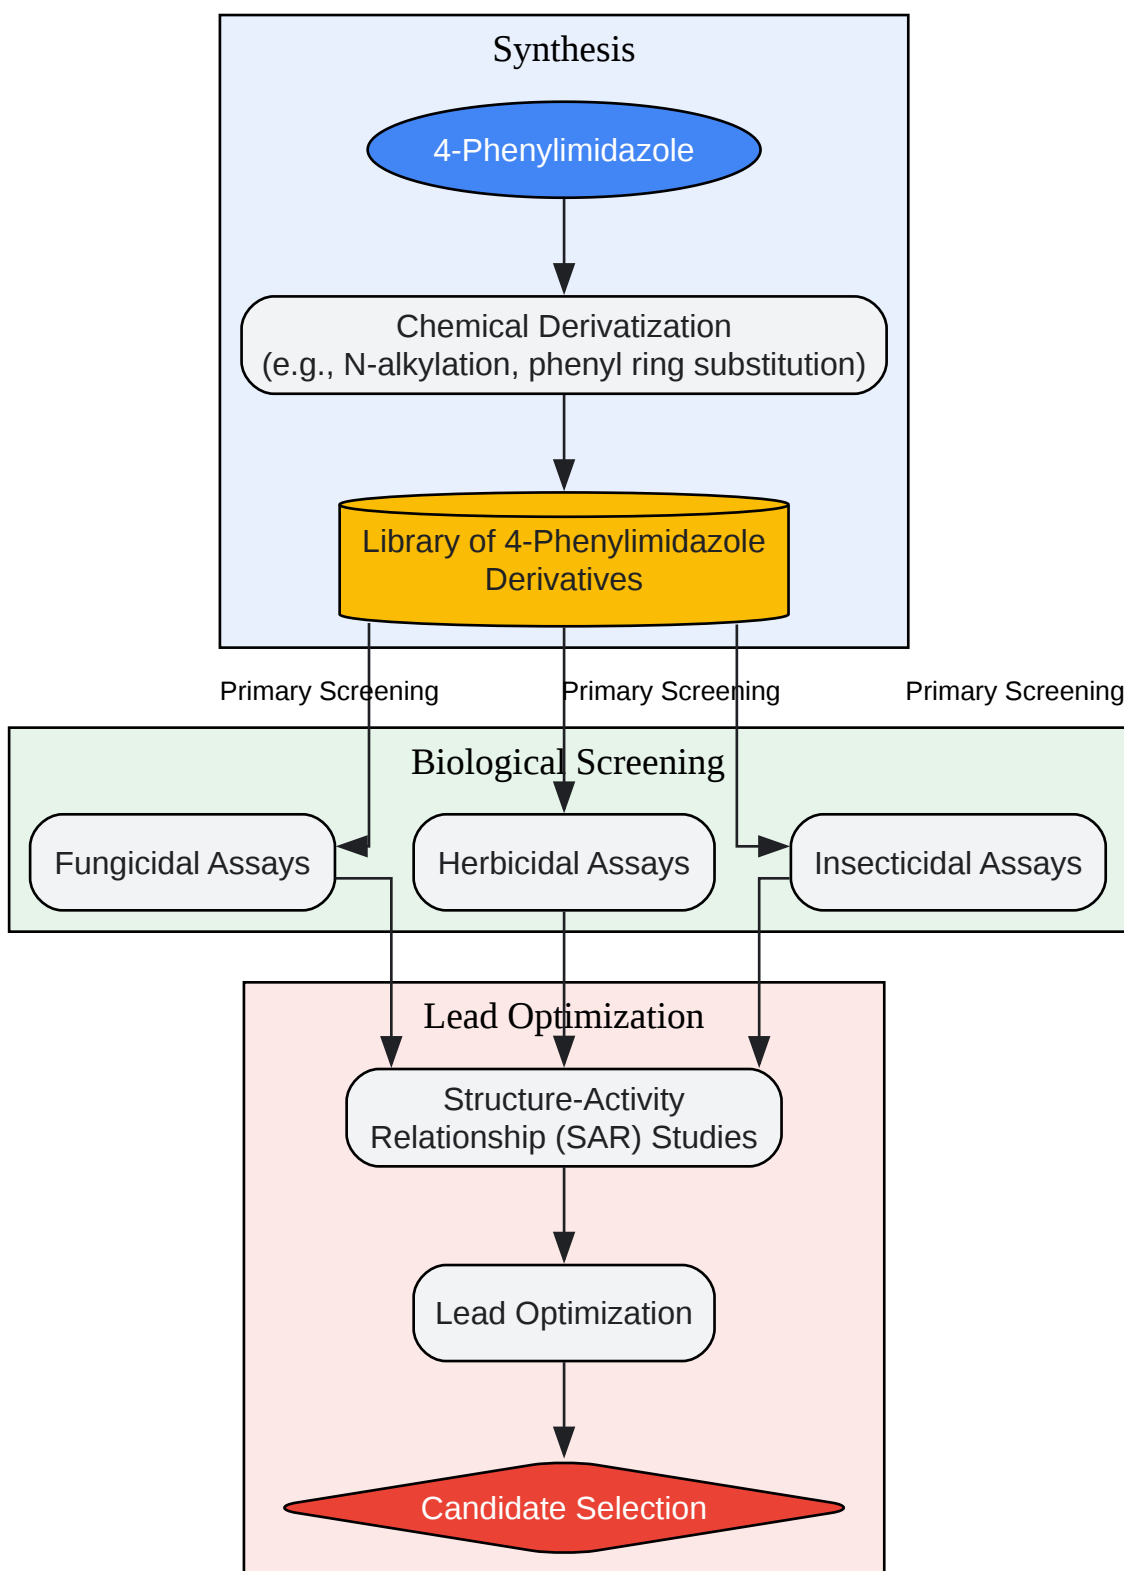 Synthesis
4-Phenylimidazole
Chemical Derivatization
(e.g., N-alkylation, phenyl ring substitution)
Library of 4-Phenylimidazole
Derivatives
Primary Screening
Primary Screening
Primary Screening
Biological Screening
Fungicidal Assays
Herbicidal Assays
Insecticidal Assays
Lead Optimization
Structure-Activity
Relationship (SAR) Studies
Lead Optimization
Candidate Selection